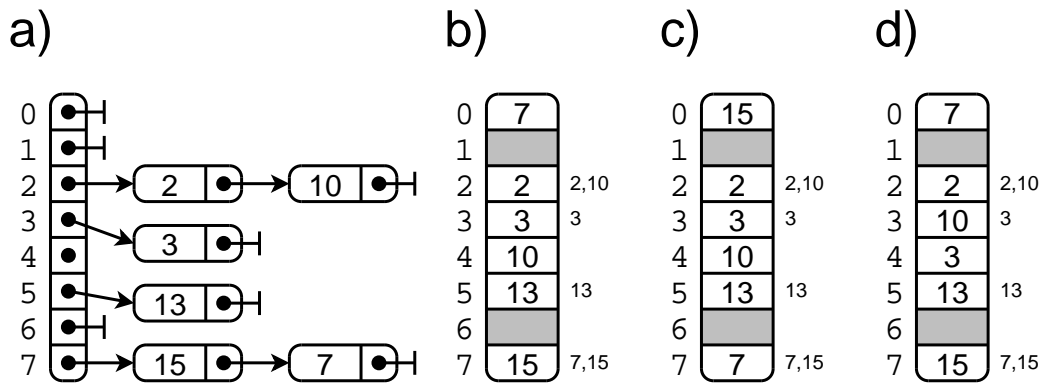 a) b) c) d)
0 0 7 0 15 0 7
1 1 1 1
2 2 10 2 2 2,10 2 2 2,10 2 2 2,10
3 3 3 3 3 3 3 3 3 10 3
4 4 10 4 10 4 3
5 13 5 13 13 5 13 13 5 13 13
6 6 6 6
7 15 7 7 15 7,15 7 7 7,15 7 15 7,15